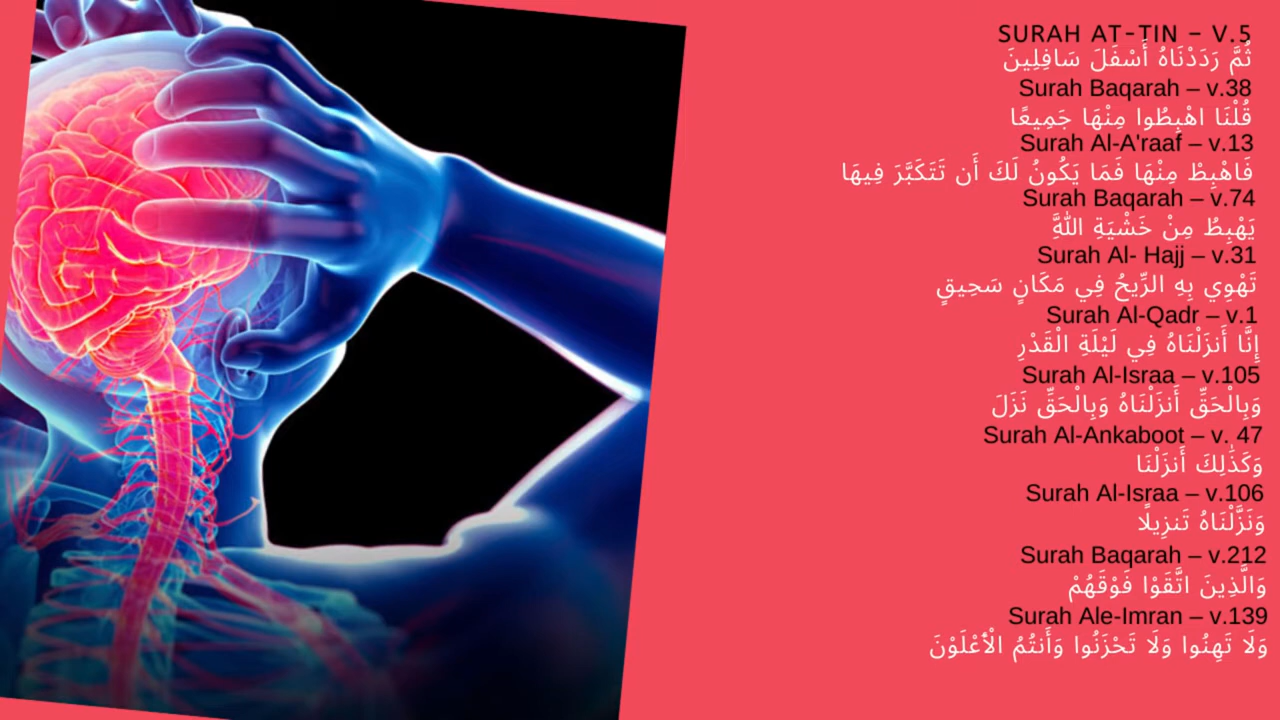 SURAH AT-TIN – V.5
ثُمَّ رَدَدْنَاهُ أَسْفَلَ سَافِلِينَ
Surah Baqarah – v.38
قُلْنَا اهْبِطُوا مِنْهَا جَمِيعًا
Surah Al-A'raaf – v.13
فَاهْبِطْ مِنْهَا فَمَا يَكُونُ لَكَ أَن تَتَكَبَّرَ فِيهَا
Surah Baqarah – v.74
يَهْبِطُ مِنْ خَشْيَةِ اللَّهِ
Surah Al- Hajj – v.31
تَهْوِي بِهِ الرِّيحُ فِي مَكَانٍ سَحِيقٍ
Surah Al-Qadr – v.1
إِنَّا أَنزَلْنَاهُ فِي لَيْلَةِ الْقَدْرِ
Surah Al-Israa – v.105
وَبِالْحَقِّ أَنزَلْنَاهُ وَبِالْحَقِّ نَزَلَ
Surah Al-Ankaboot – v. 47
وَكَذَٰلِكَ أَنزَلْنَا
Surah Al-Israa – v.106
وَنَزَّلْنَاهُ تَنزِيلًا
Surah Baqarah – v.212
وَالَّذِينَ اتَّقَوْا فَوْقَهُمْ
Surah Ale-Imran – v.139
وَلَا تَهِنُوا وَلَا تَحْزَنُوا وَأَنتُمُ الْأَعْلَوْنَ